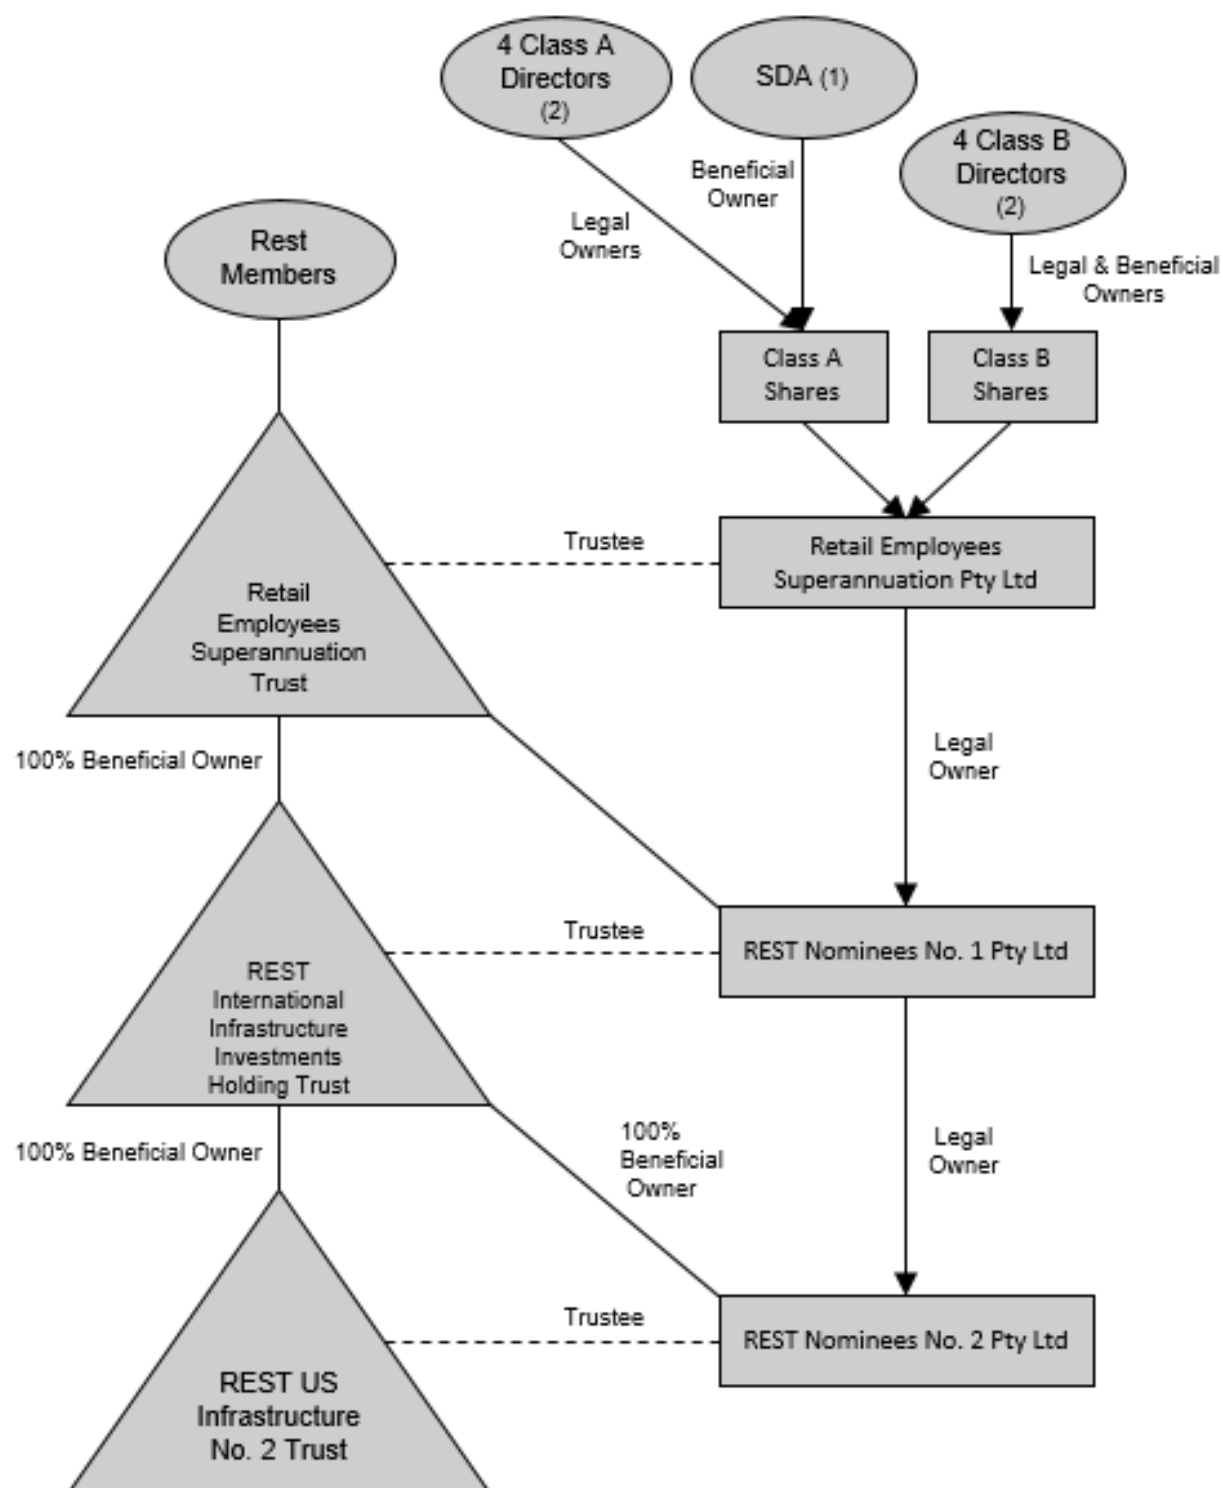 4 Class A
Directors
(2)
SDA (1)
4 Class B
Directors
(2)
Beneficial
Owner
Legal
Owners
Rest
Members
Legal & Beneficial
Owners
Class A
Shares
Class B
Shares
Trustee
Retail Employees
Superannuation Pty Ltd
Retail
Employees
Superannuation
Trust
100% Beneficial Owner
Legal
Owner
Trustee
REST Nominees No. 1 Pty Ltd
REST
International
Infrastructure
Investments
Holding Trust
100% Beneficial Owner
100%
Beneficial
Owner
Legal
Owner
Trustee
REST Nominees No. 2 Pty Ltd
REST US
Infrastructure
No. 2 Trust